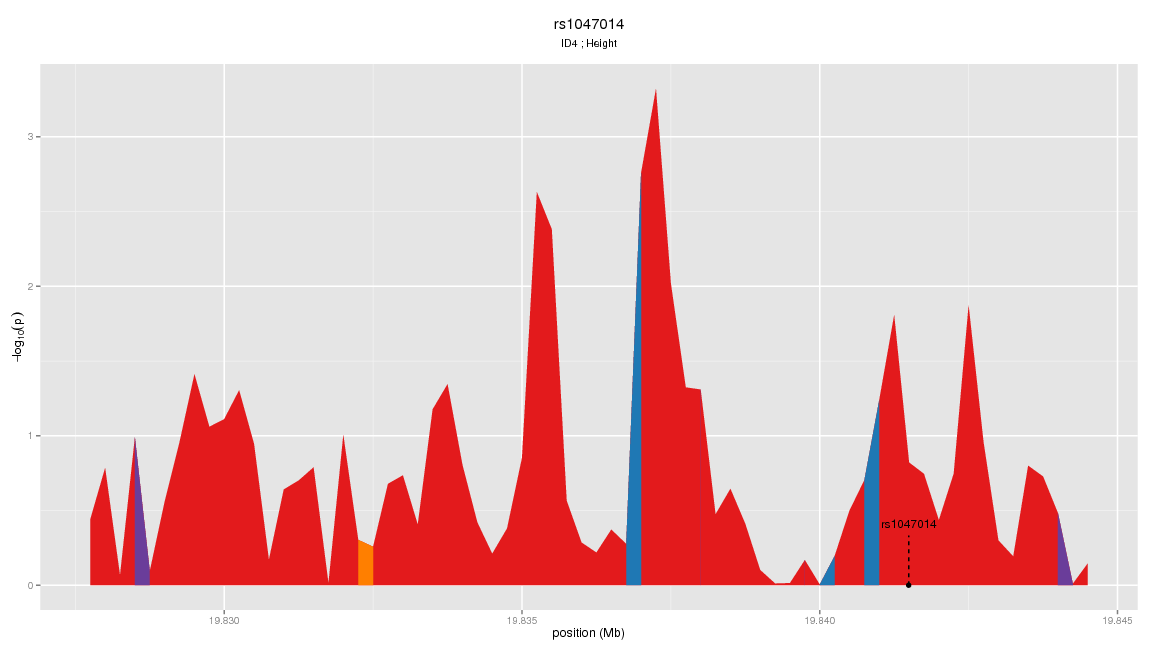 rs1047014
ID4 ; Height
3
2
1
0
−log10(p)
rs1047014
19.830
19.835
19.840
19.845
position (Mb)